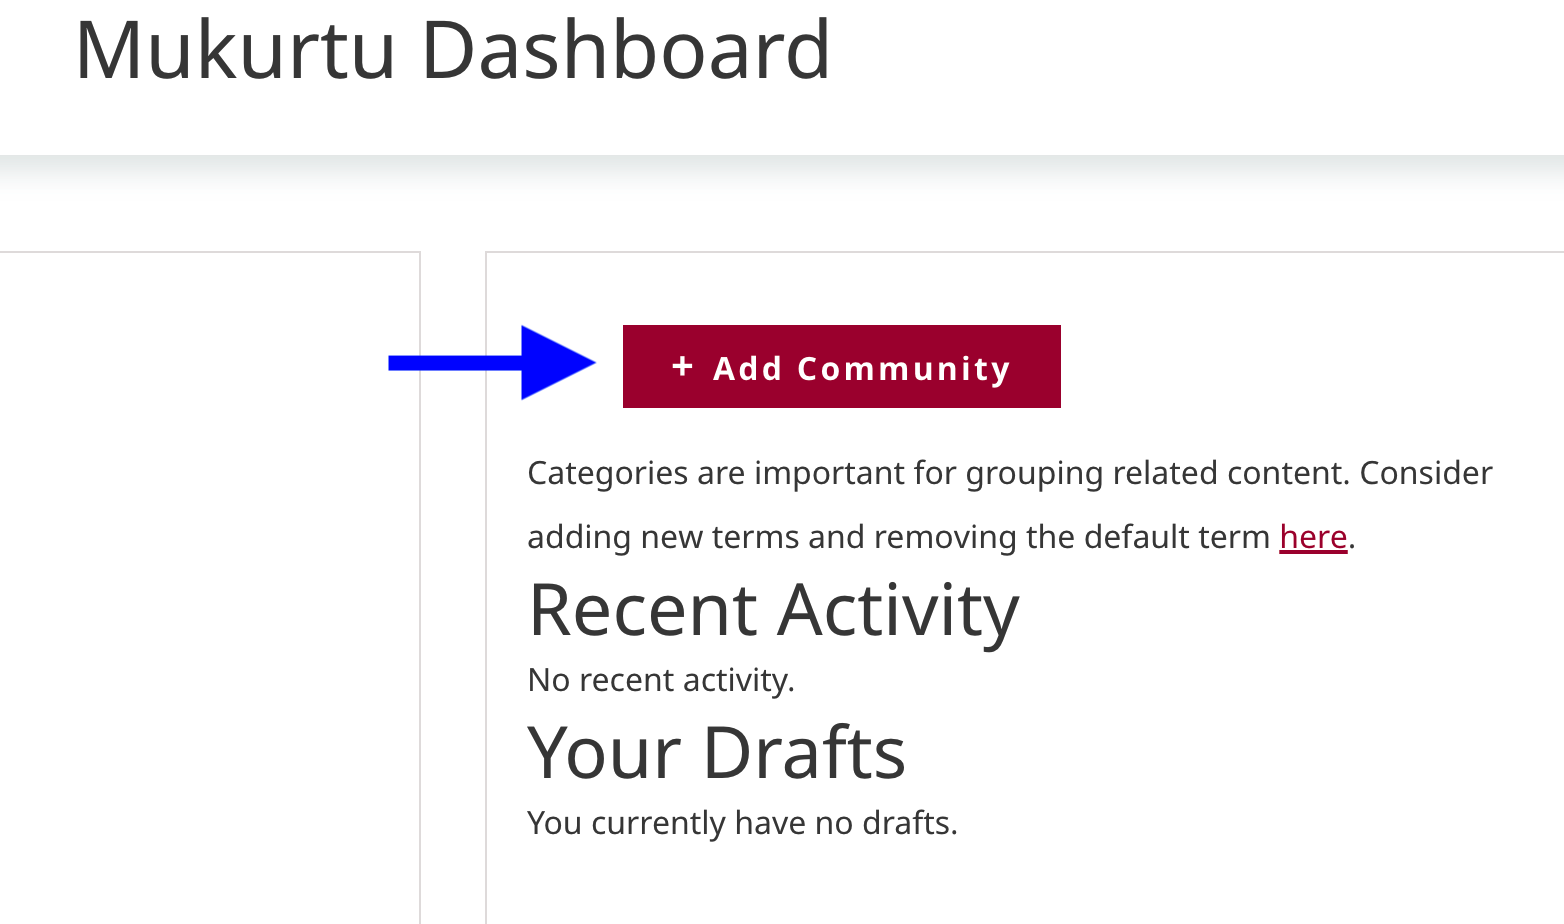 Mukurtu Dashboard
+ Add Community
Categories are important for grouping related content. Consider
adding new terms and removing the default term here.
Recent Activity
No recent activity.
Your Drafts
You currently have no drafts.